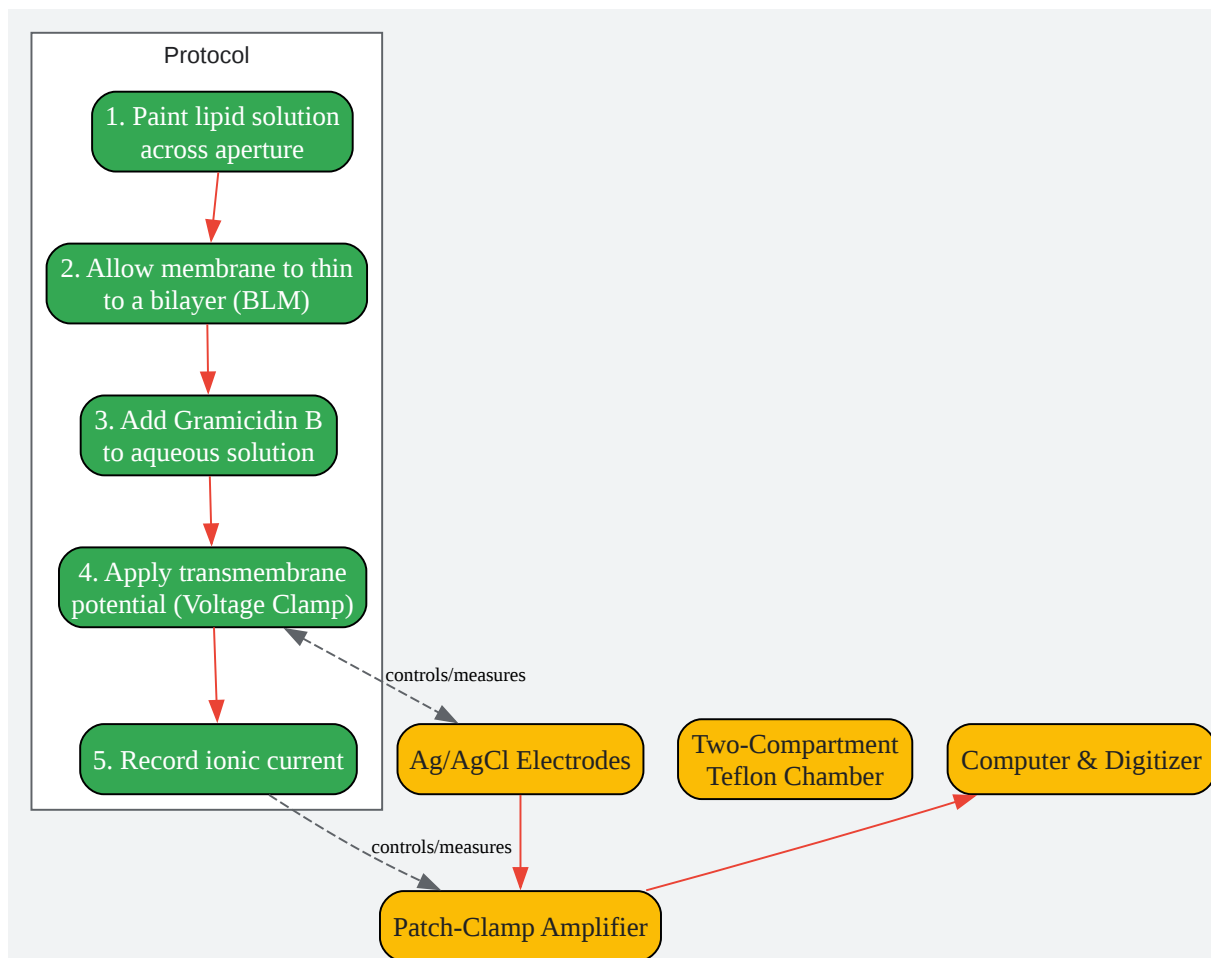 Protocol
1. Paint lipid solution
across aperture
2. Allow membrane to thin
to a bilayer (BLM)
3. Add Gramicidin B
to aqueous solution
4. Apply transmembrane
potential (Voltage Clamp)
controls/measures
5. Record ionic current
Ag/AgCl Electrodes
Two-Compartment
Teflon Chamber
Computer & Digitizer
controls/measures
Patch-Clamp Amplifier